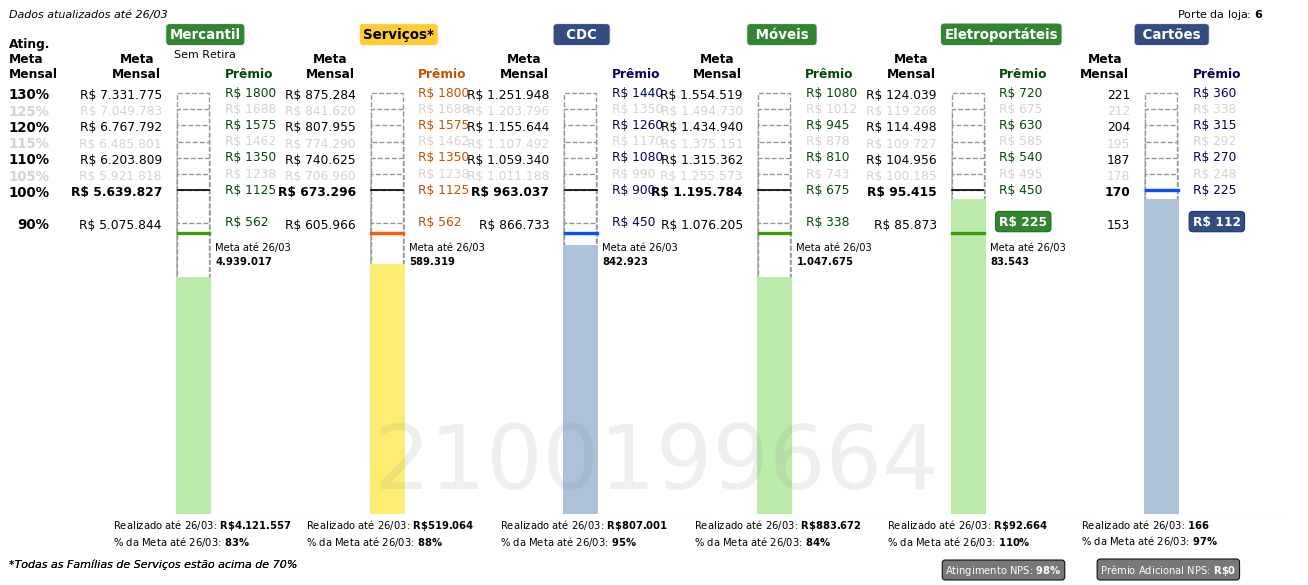 Dados atualizados até 26/03
Porte da loja: 6
Mercantil Serviços* CDC Móveis Eletroportáteis Cartões
Sem Retira
Ating. Meta Mensal
Meta Mensal Prêmio Meta Mensal Prêmio Meta Mensal Prêmio Meta Mensal Prêmio Meta Mensal Prêmio Meta Mensal Prêmio
130% R$ 7.331.775 R$ 1800 R$ 875.284 R$ 1800 R$ 1.251.948 R$ 1440 R$ 1.554.519 R$ 1080 R$ 124.039 R$ 720 221 R$ 360
125% R$ 7.049.783 R$ 1688 R$ 841.620 R$ 1688 R$ 1.203.796 R$ 1350 R$ 1.494.730 R$ 1012 R$ 119.268 R$ 675 212 R$ 338
120% R$ 6.767.792 R$ 1575 R$ 807.955 R$ 1575 R$ 1.155.644 R$ 1260 R$ 1.434.940 R$ 945 R$ 114.498 R$ 630 204 R$ 315
115% R$ 6.485.801 R$ 1462 R$ 774.290 R$ 1462 R$ 1.107.492 R$ 1170 R$ 1.375.151 R$ 878 R$ 109.727 R$ 585 195 R$ 292
110% R$ 6.203.809 R$ 1350 R$ 740.625 R$ 1350 R$ 1.059.340 R$ 1080 R$ 1.315.362 R$ 810 R$ 104.956 R$ 540 187 R$ 270
105% R$ 5.921.818 R$ 1238 R$ 706.960 R$ 1238 R$ 1.011.188 R$ 990 R$ 1.255.573 R$ 743 R$ 100.185 R$ 495 178 R$ 248
100% R$ 5.639.827 R$ 1125 R$ 673.296 R$ 1125 R$ 963.037 R$ 900 R$ 1.195.784 R$ 675 R$ 95.415 R$ 450 170 R$ 225
90% R$ 5.075.844 R$ 562 R$ 605.966 R$ 562 R$ 866.733 R$ 450 R$ 1.076.205 R$ 338 R$ 85.873 R$ 225 153 R$ 112
Meta até 26/03 Meta até 26/03 Meta até 26/03 Meta até 26/03 Meta até 26/03
4.939.017 589.319 842.923 1.047.675 83.543
2100199664
Realizado até 26/03: R$4.121.557 Realizado até 26/03: R$519.064 Realizado até 26/03: R$807.001 Realizado até 26/03: R$883.672 Realizado até 26/03: R$92.664 Realizado até 26/03: 166
% da Meta até 26/03: 83% % da Meta até 26/03: 88% % da Meta até 26/03: 95% % da Meta até 26/03: 84% % da Meta até 26/03: 110% % da Meta até 26/03: 97%
*Todas as Famílias de Serviços estão acima de 70%
Atingimento NPS: 98% Prêmio Adicional NPS: R$0